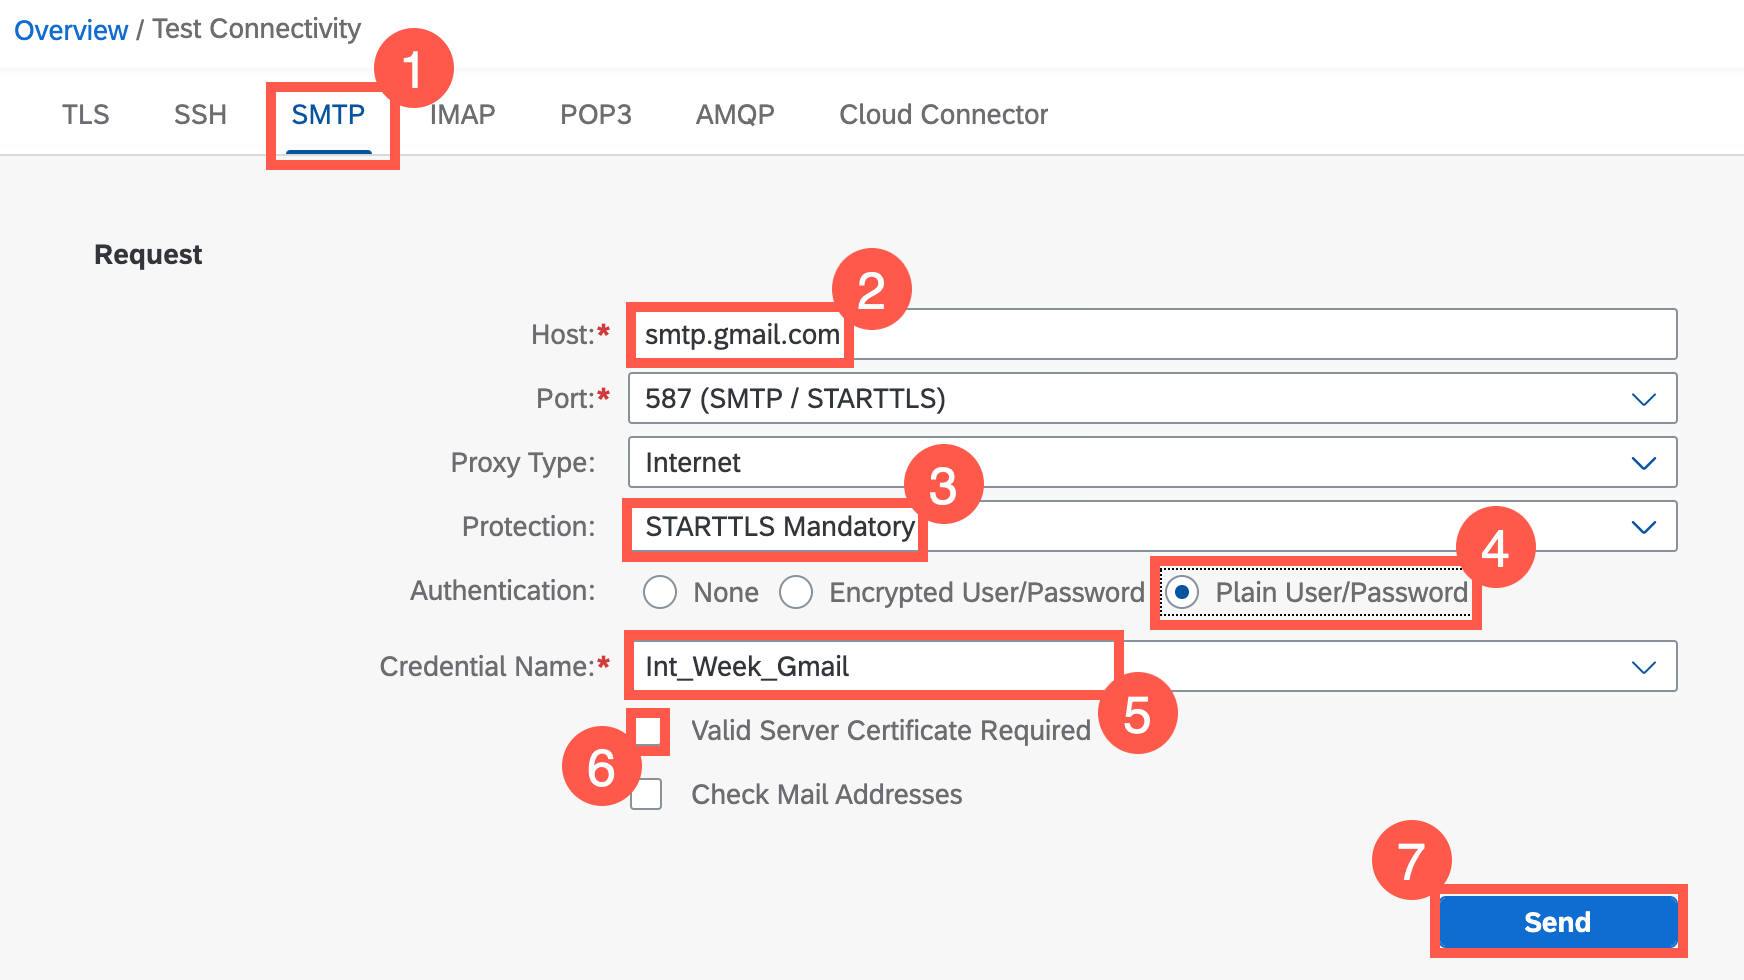 Overview / Test Connectivity
1
TLS SSH SMTP IMAP POP3 AMQP Cloud Connector
Request
2
Host:* smtp.gmail.com
Port:* 587 (SMTP / STARTTLS)
Proxy Type: Internet
3
Protection: STARTTLS Mandatory
4
Authentication: None Encrypted User/Password Plain User/Password
Credential Name:* Int_Week_Gmail
5
Valid Server Certificate Required
6
Check Mail Addresses
7
Send